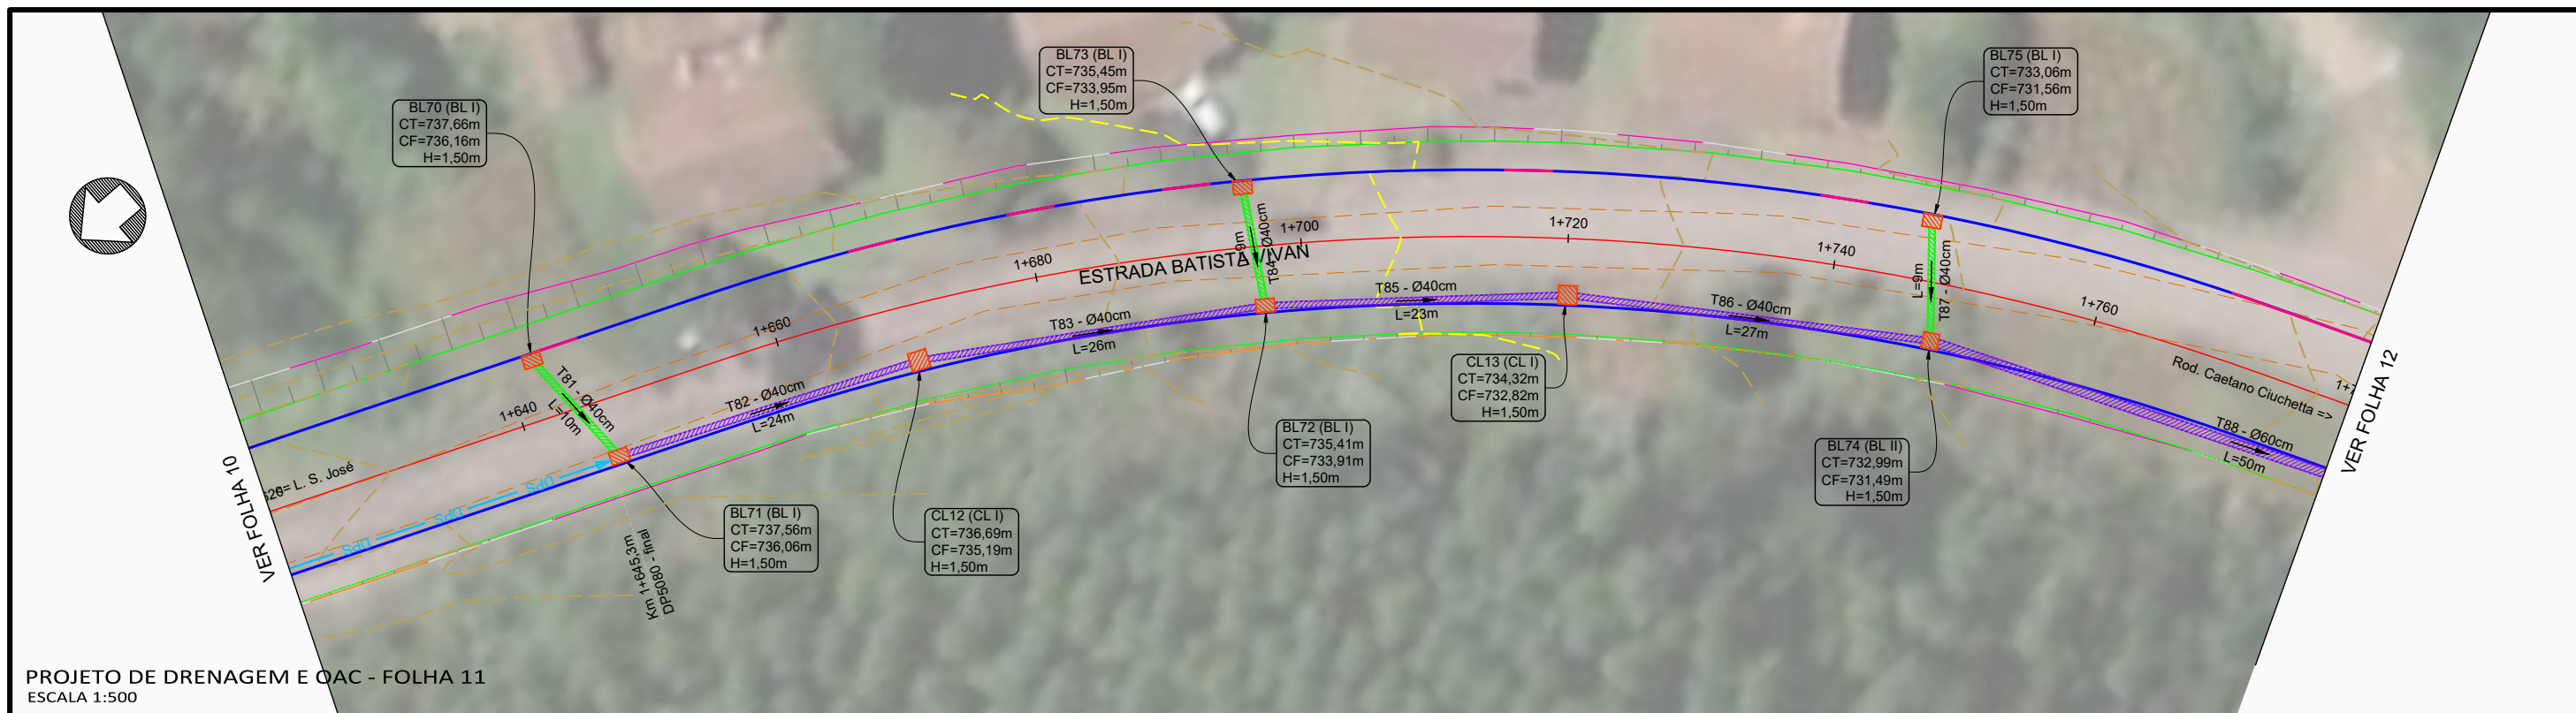 BL70 (BL I)
CT=737,66m
CF=736,16m
H=1,50m
BL73 (BL I)
CT=735,45m
CF=733,95m
H=1,50m
BL75 (BL I)
CT=733,06m
CF=731,56m
H=1,50m
1+640
1+660
1+680
1+700
1+720
1+740
1+760
ESTRADA BATISTA VIVAN
T81 - Ø40cm
L=10m
T82 - Ø40cm
L=24m
T83 - Ø40cm
L=26m
T84 - Ø40cm
L=9m
T85 - Ø40cm
L=23m
T86 - Ø40cm
L=27m
T87 - Ø40cm
L=9m
T88 - Ø60cm
L=50m
Rod. Caetano Ciuchetta =>
<= L. S. José
DPS
DPS
DPS
VER FOLHA 10
VER FOLHA 12
Km 1+645,3m
DPS080 - final
BL71 (BL I)
CT=737,56m
CF=736,06m
H=1,50m
CL12 (CL I)
CT=736,69m
CF=735,19m
H=1,50m
BL72 (BL I)
CT=735,41m
CF=733,91m
H=1,50m
CL13 (CL I)
CT=734,32m
CF=732,82m
H=1,50m
BL74 (BL II)
CT=732,99m
CF=731,49m
H=1,50m
PROJETO DE DRENAGEM E OAC - FOLHA 11
ESCALA 1:500